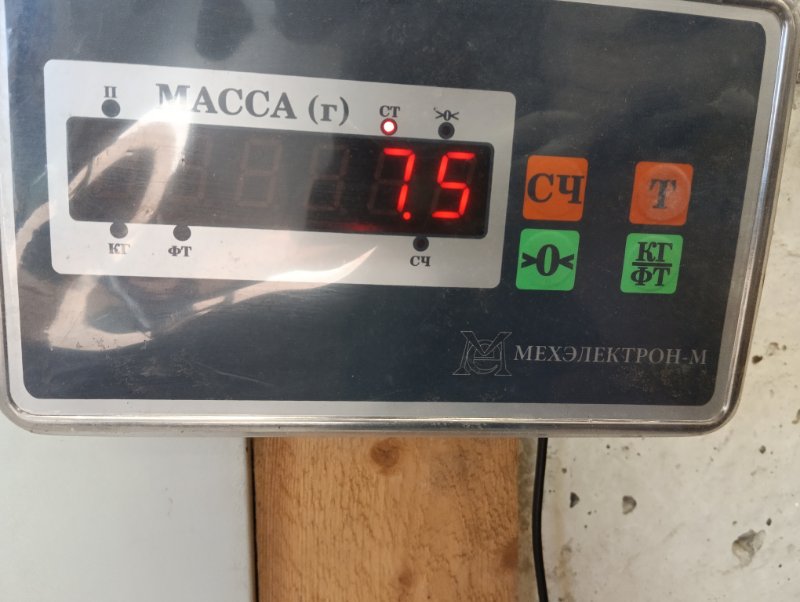 П
МАССА (г)
СТ
>0<
7.5
КГ
ФТ
СЧ
СЧ
Т
>0<
КГ
ФТ
МЕХЭЛЕКТРОН-М